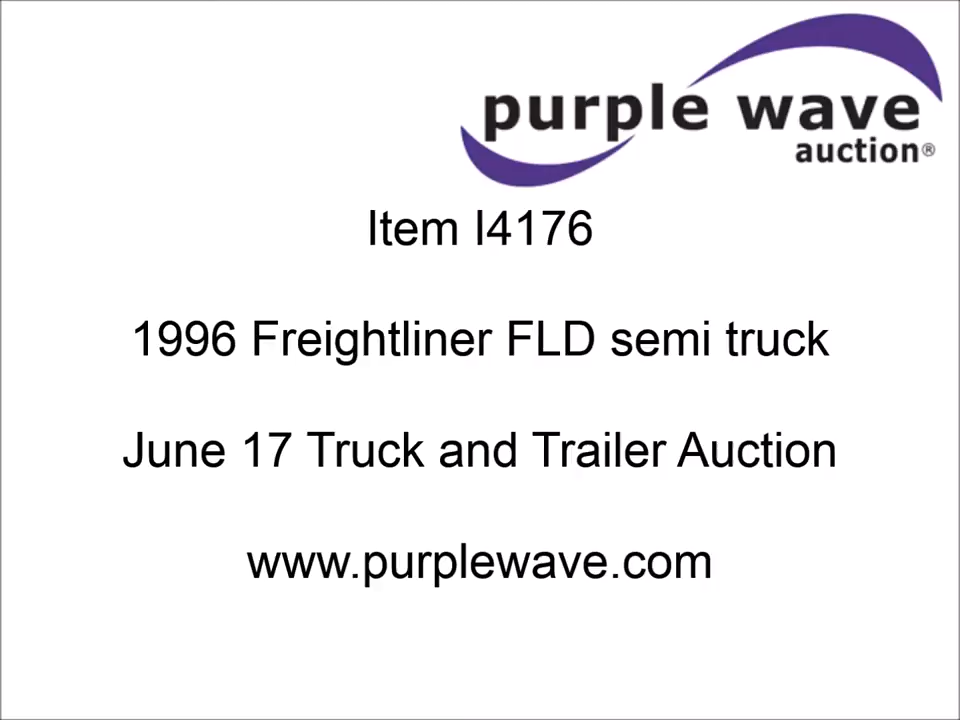 purple wave
auction®
Item I4176
1996 Freightliner FLD semi truck
June 17 Truck and Trailer Auction
www.purplewave.com